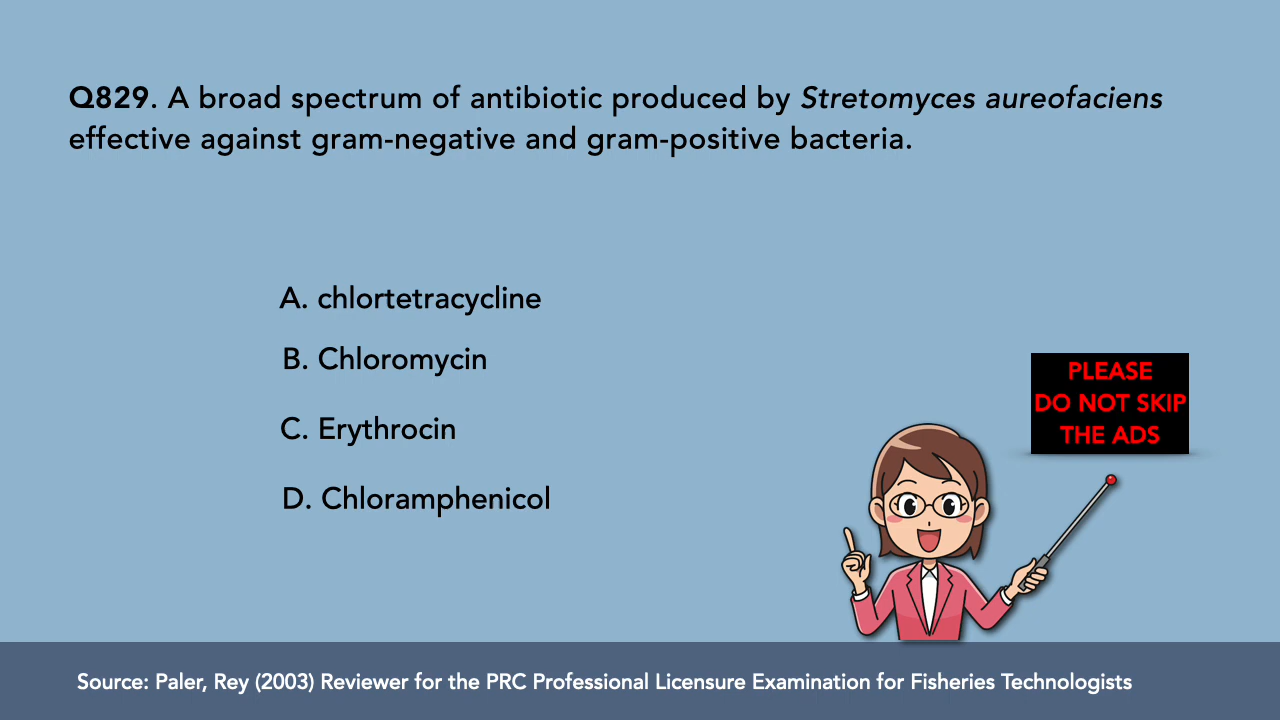 Q829. A broad spectrum of antibiotic produced by Stretomyces aureofaciens
effective against gram-negative and gram-positive bacteria.
A. chlortetracycline
B. Chloromycin
C. Erythrocin
D. Chloramphenicol
PLEASE
DO NOT SKIP
THE ADS
Source: Paler, Rey (2003) Reviewer for the PRC Professional Licensure Examination for Fisheries Technologists